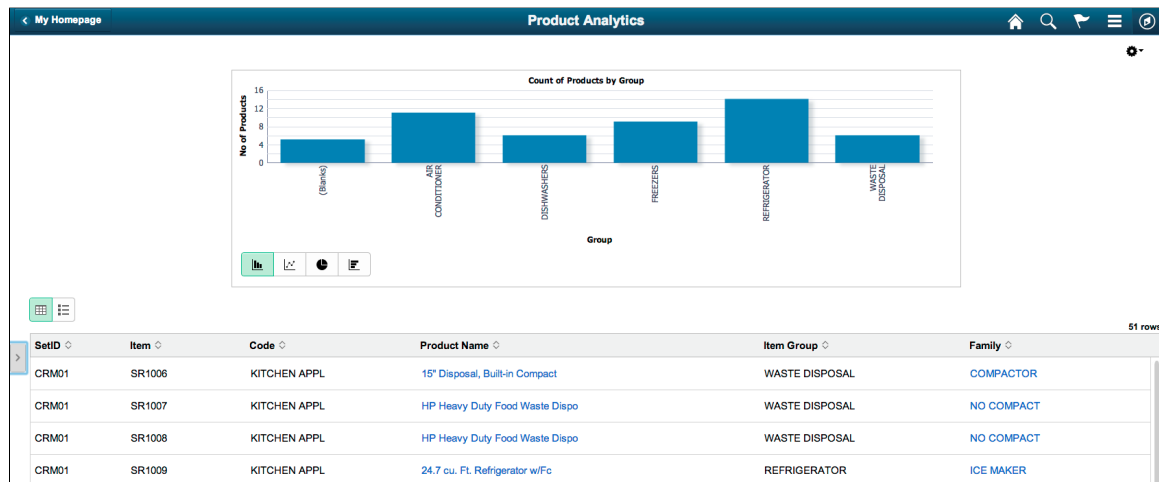 My Homepage
Product Analytics
Count of Products by Group
No of Products
16
12
8
4
0
(Blanks)
AIR
CONDITIONER
DISHWASHERS
FREEZERS
REFRIGERATOR
WASTE
DISPOSAL
Group
51 rows
SetID Item Code Product Name Item Group Family
CRM01 SR1006 KITCHEN APPL 15" Disposal, Built-in Compact WASTE DISPOSAL COMPACTOR
CRM01 SR1007 KITCHEN APPL HP Heavy Duty Food Waste Dispo WASTE DISPOSAL NO COMPACT
CRM01 SR1008 KITCHEN APPL HP Heavy Duty Food Waste Dispo WASTE DISPOSAL NO COMPACT
CRM01 SR1009 KITCHEN APPL 24.7 cu. Ft. Refrigerator w/Fc REFRIGERATOR ICE MAKER